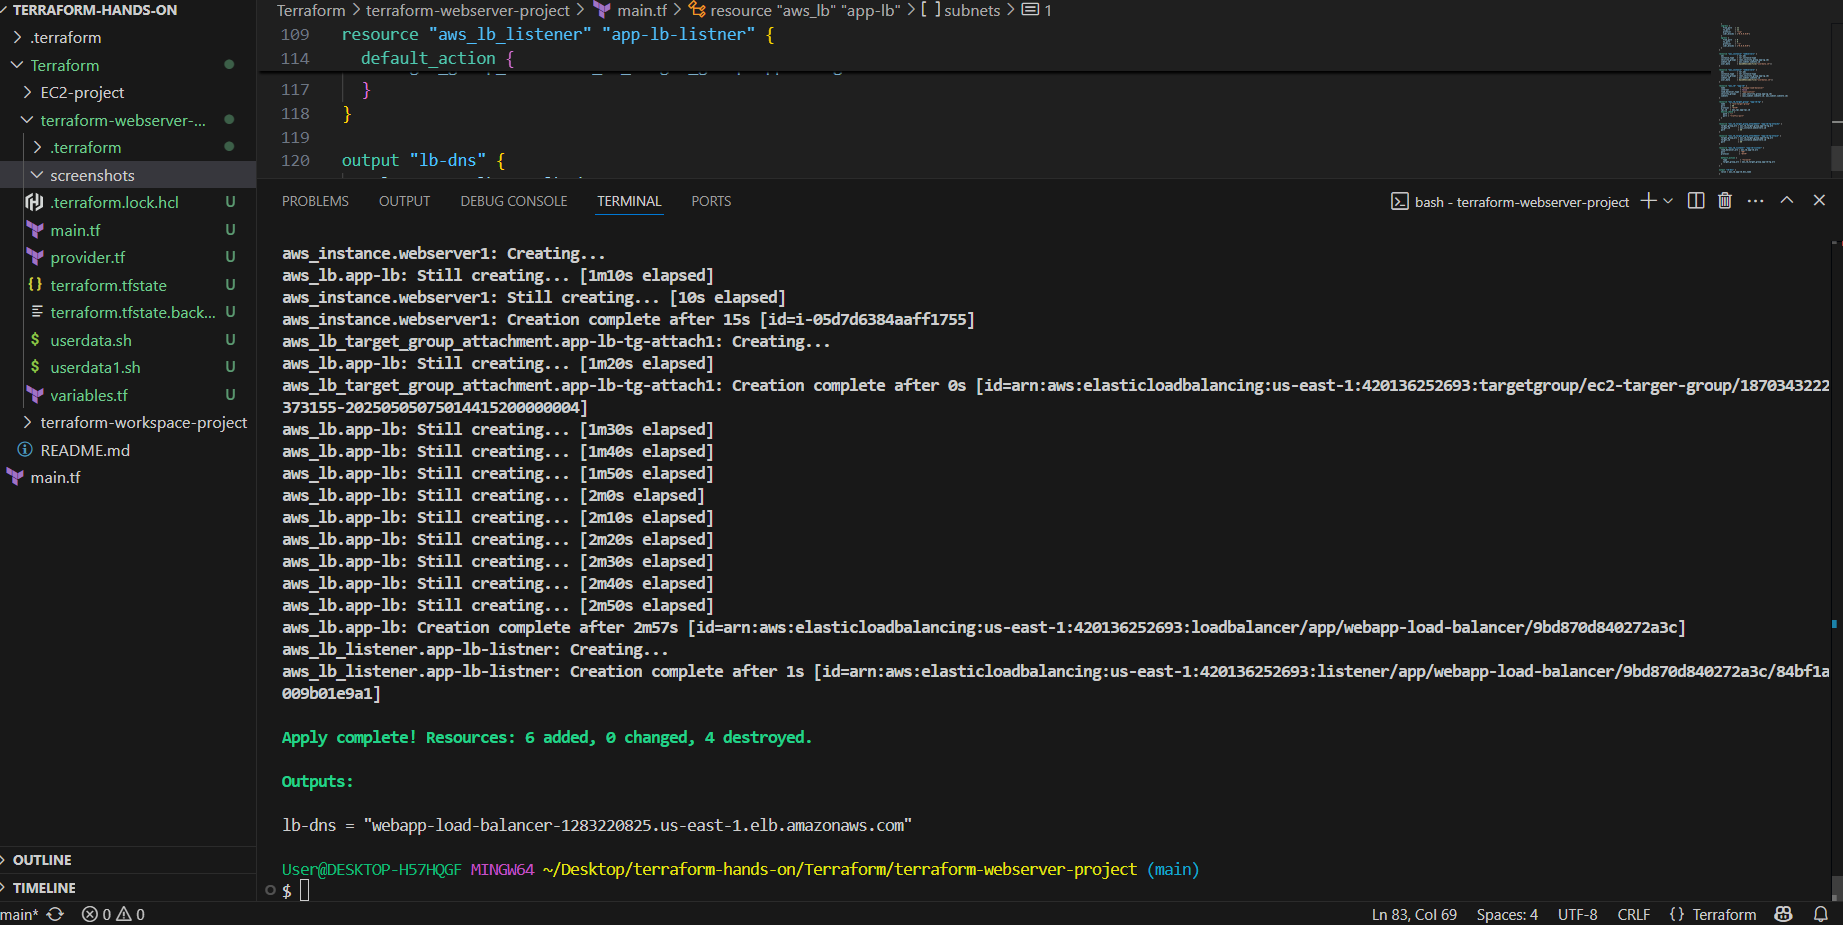 TERRAFORM-HANDS-ON
.terraform
Terraform
EC2-project
terraform-webserver-...
.terraform
screenshots
.terraform.lock.hcl U
main.tf U
provider.tf U
{} terraform.tfstate U
terraform.tfstate.back... U
$ userdata.sh U
$ userdata1.sh U
variables.tf U
terraform-workspace-project
README.md
main.tf
OUTLINE
TIMELINE
Terraform > terraform-webserver-project > main.tf > resource "aws_lb" "app-lb" > [ ] subnets > 1
109 resource "aws_lb_listener" "app-lb-listner" {
114 default_action {
117 }
118 }
119
120 output "lb-dns" {
PROBLEMS OUTPUT DEBUG CONSOLE TERMINAL PORTS
bash - terraform-webserver-project
aws_instance.webserver1: Creating...
aws_lb.app-lb: Still creating... [1m10s elapsed]
aws_instance.webserver1: Still creating... [10s elapsed]
aws_instance.webserver1: Creation complete after 15s [id=i-05d7d6384aaff1755]
aws_lb_target_group_attachment.app-lb-tg-attach1: Creating...
aws_lb.app-lb: Still creating... [1m20s elapsed]
aws_lb_target_group_attachment.app-lb-tg-attach1: Creation complete after 0s [id=arn:aws:elasticloadbalancing:us-east-1:420136252693:targetgroup/ec2-targer-group/1870343222
373155-20250505075014415200000004]
aws_lb.app-lb: Still creating... [1m30s elapsed]
aws_lb.app-lb: Still creating... [1m40s elapsed]
aws_lb.app-lb: Still creating... [1m50s elapsed]
aws_lb.app-lb: Still creating... [2m0s elapsed]
aws_lb.app-lb: Still creating... [2m10s elapsed]
aws_lb.app-lb: Still creating... [2m20s elapsed]
aws_lb.app-lb: Still creating... [2m30s elapsed]
aws_lb.app-lb: Still creating... [2m40s elapsed]
aws_lb.app-lb: Still creating... [2m50s elapsed]
aws_lb.app-lb: Creation complete after 2m57s [id=arn:aws:elasticloadbalancing:us-east-1:420136252693:loadbalancer/app/webapp-load-balancer/9bd870d840272a3c]
aws_lb_listener.app-lb-listner: Creating...
aws_lb_listener.app-lb-listner: Creation complete after 1s [id=arn:aws:elasticloadbalancing:us-east-1:420136252693:listener/app/webapp-load-balancer/9bd870d840272a3c/84bf1a
009b01e9a1]
Apply complete! Resources: 6 added, 0 changed, 4 destroyed.
Outputs:
lb-dns = "webapp-load-balancer-1283220825.us-east-1.elb.amazonaws.com"
User@DESKTOP-H57HQGF MINGW64 ~/Desktop/terraform-hands-on/Terraform/terraform-webserver-project (main)
$
main* 0 0 Ln 83, Col 69 Spaces: 4 UTF-8 CRLF {} Terraform